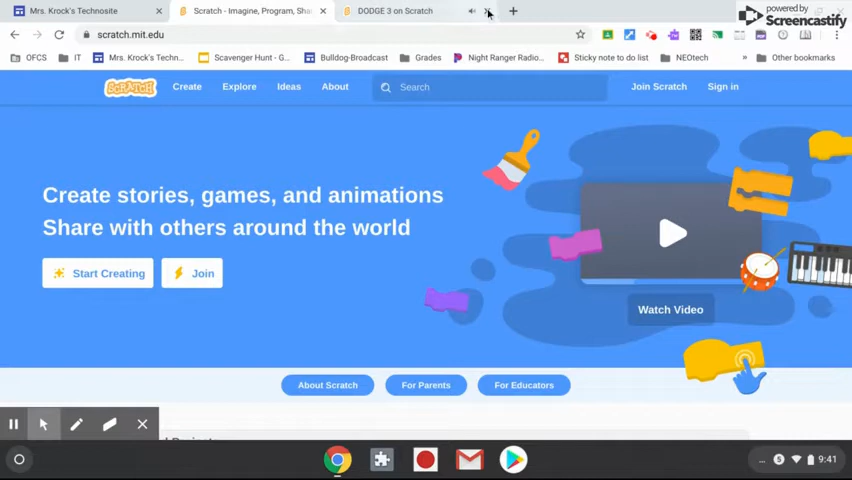 Mrs. Krock's Technosite
Scratch - Imagine, Program, Sha
DODGE 3 on Scratch
powered by
Screencastify
scratch.mit.edu
OFCS
IT
Mrs. Krock's Techn...
Scavenger Hunt - G...
Bulldog-Broadcast
Grades
Night Ranger Radio...
Sticky note to do list
NEOtech
»
Other bookmarks
SCRATCH
Create
Explore
Ideas
About
Search
Join Scratch
Sign in
Create stories, games, and animations
Share with others around the world
Start Creating
Join
Watch Video
About Scratch
For Parents
For Educators
...
5
9:41